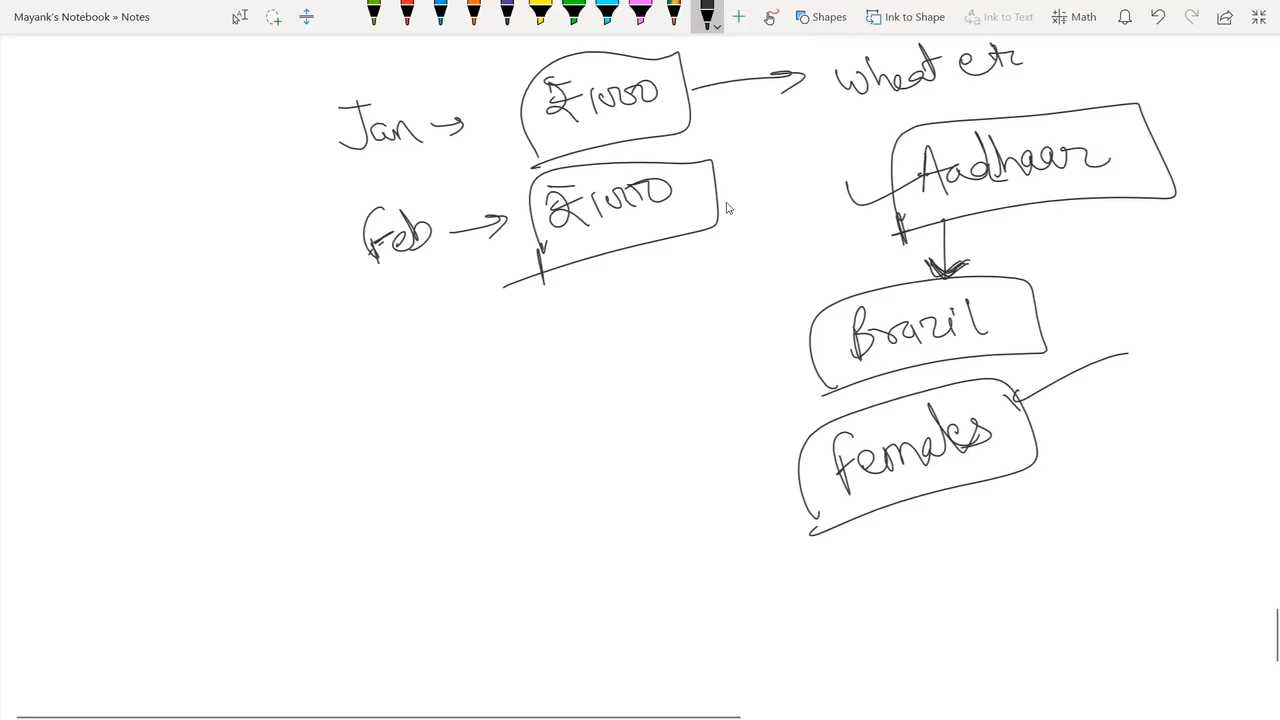 Mayank's Notebook » Notes
Shapes
Ink to Shape
Ink to Text
Math
Jan → ₹1000 → wheat etc
Feb → ₹1000
Aadhaar
Brazil
Females